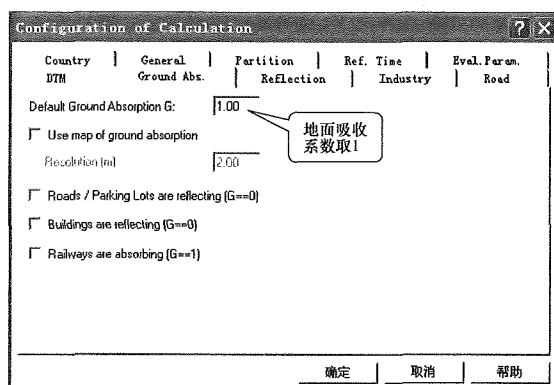 Configuration of Calculation
Country | General | Partition | Ref. Time | Eval.Param.
DTM | Ground Abs. | Reflection | Industry | Road
Default Ground Absorption G: 1.00
地面吸收
系数取1
Use map of ground absorption
Resolution (m) 2.00
Roads / Parking Lots are reflecting (G==0)
Buildings are reflecting (G==0)
Railways are absorbing (G==1)
确定 取消 帮助